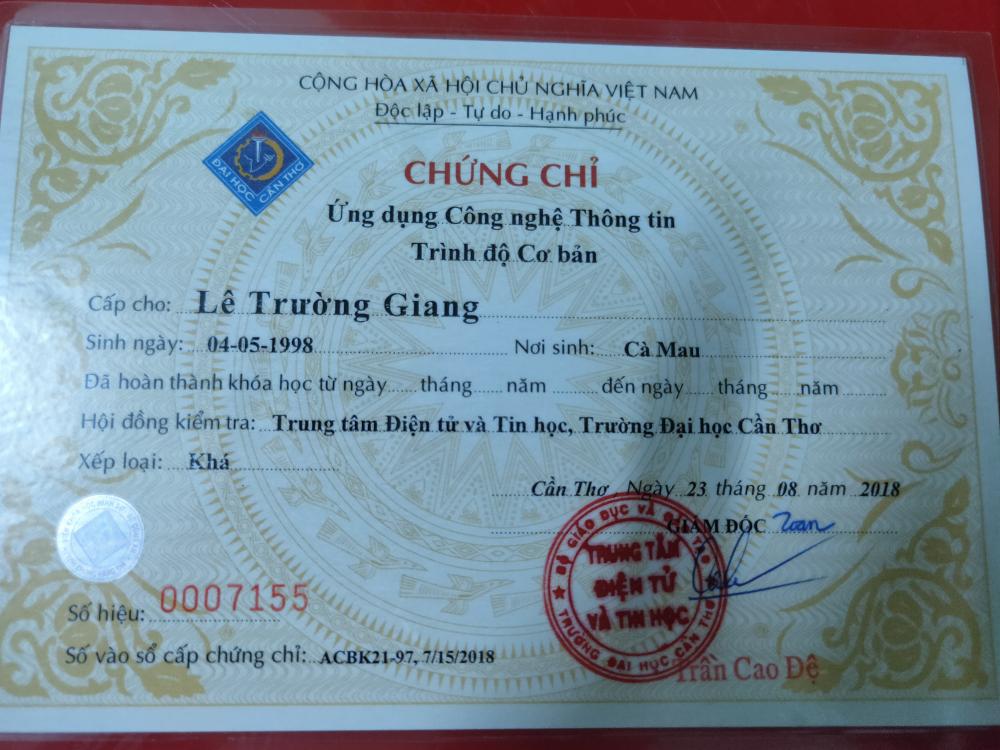 CỘNG HÒA XÃ HỘI CHỦ NGHĨA VIỆT NAM
Độc lập - Tự do - Hạnh phúc
ĐẠI HỌC CẦN THƠ
CHỨNG CHỈ
Ứng dụng Công nghệ Thông tin
Trình độ Cơ bản
Cấp cho: Lê Trường Giang
Sinh ngày: 04-05-1998 Nơi sinh: Cà Mau
Đã hoàn thành khóa học từ ngày...... tháng...... năm ............ đến ngày...... tháng ......năm ............
Hội đồng kiểm tra: Trung tâm Điện tử và Tin học, Trường Đại học Cần Thơ
Xếp loại: Khá
Cần Thơ Ngày 23 tháng 08 năm 2018
GIÁM ĐỐC Toan
BỘ GIÁO DỤC VÀ
TRUNG TÂM
ĐIỆN TỬ
VÀ TIN HỌC
TRƯỜNG ĐẠI HỌC CẦN THƠ
Trần Cao Đệ
Số hiệu: 0007155
Số vào sổ cấp chứng chỉ: ACBK21-97, 7/15/2018